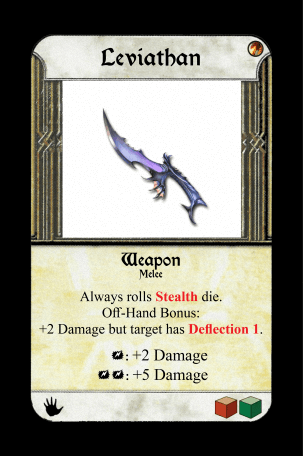 Leviathan
Weapon
Melee
Always rolls Stealth die.
Off-Hand Bonus:
+2 Damage but target has Deflection 1.
: +2 Damage
: +5 Damage